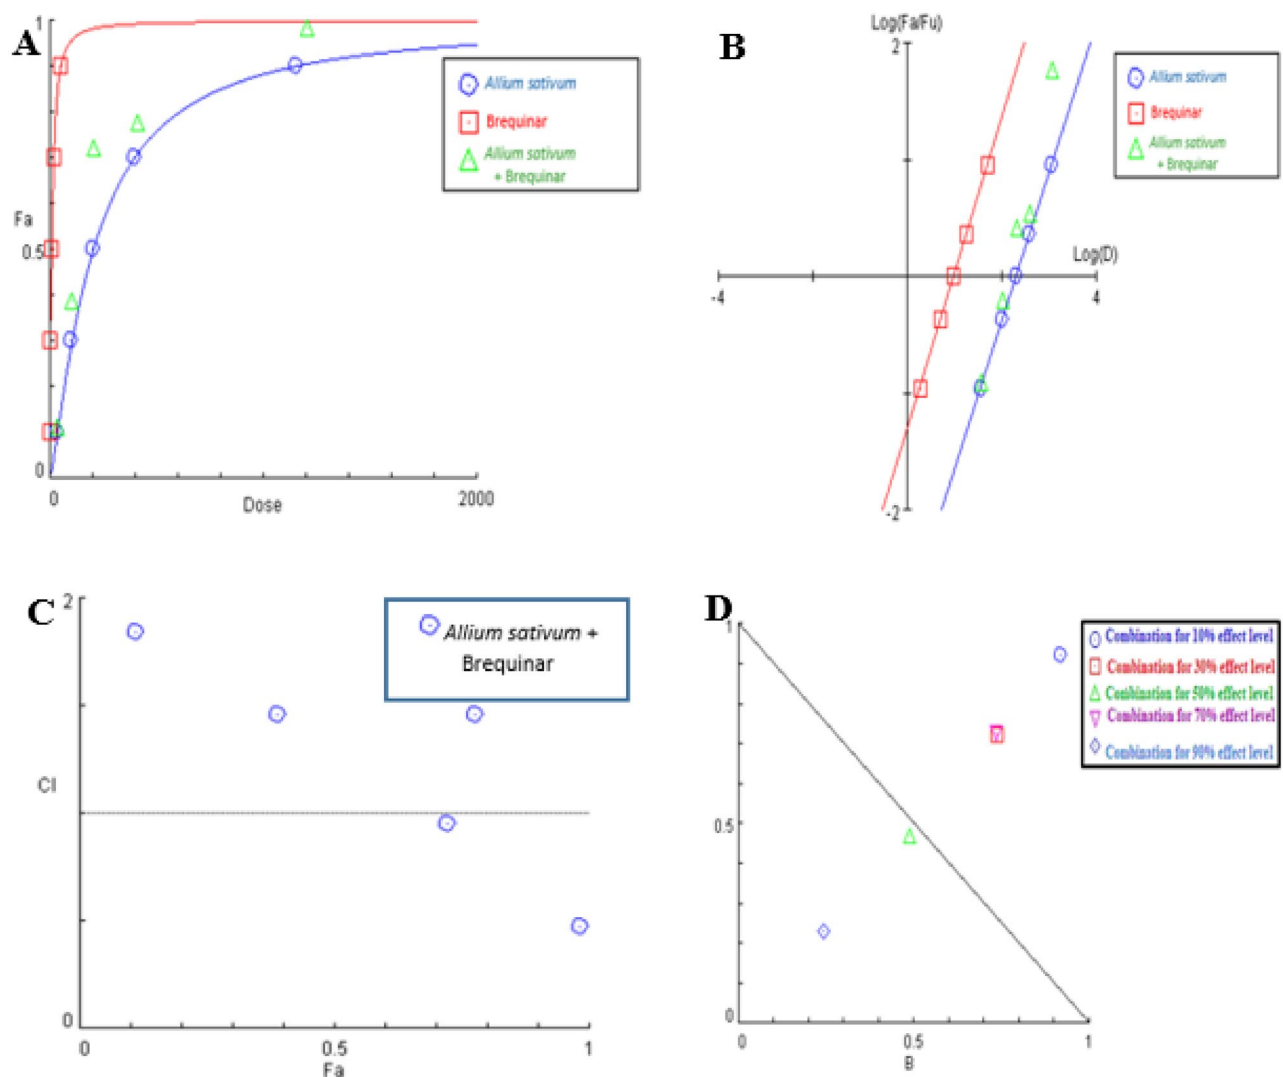 A
1
Fa
0.5
0
0
Dose
2000
Allium sativum
Brequinar
Allium sativum
+ Brequinar
B
Log(Fa/Fu)
2
Log(D)
-4
4
-2
Allium sativum
Brequinar
Allium sativum
+ Brequinar
C
2
CI
0
0
0.5
1
Fa
Allium sativum +
Brequinar
D
1
0.5
0
0
0.5
1
B
Combination for 10% effect level
Combination for 30% effect level
Combination for 50% effect level
Combination for 70% effect level
Combination for 90% effect level